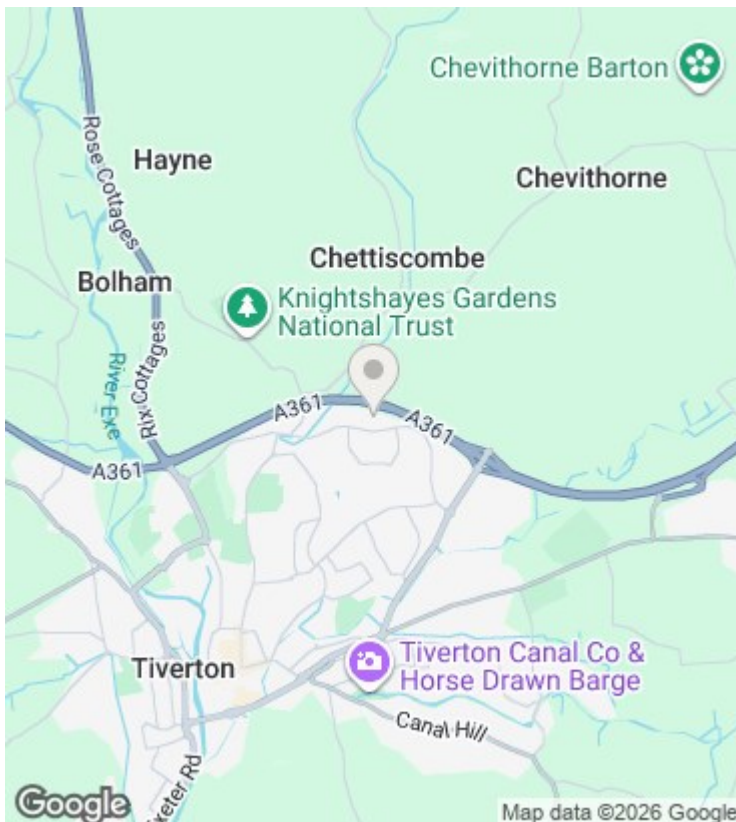 Chevithorne Barton
Rose Cottages
Hayne
Chevithorne
Chettiscombe
Bolham
Knightshayes Gardens
National Trust
River Exe
Rix Cottages
A361
A361
A361
Tiverton
Tiverton Canal Co &
Horse Drawn Barge
Canal Hill
Exeter Rd
Google
Map data ©2026 Google